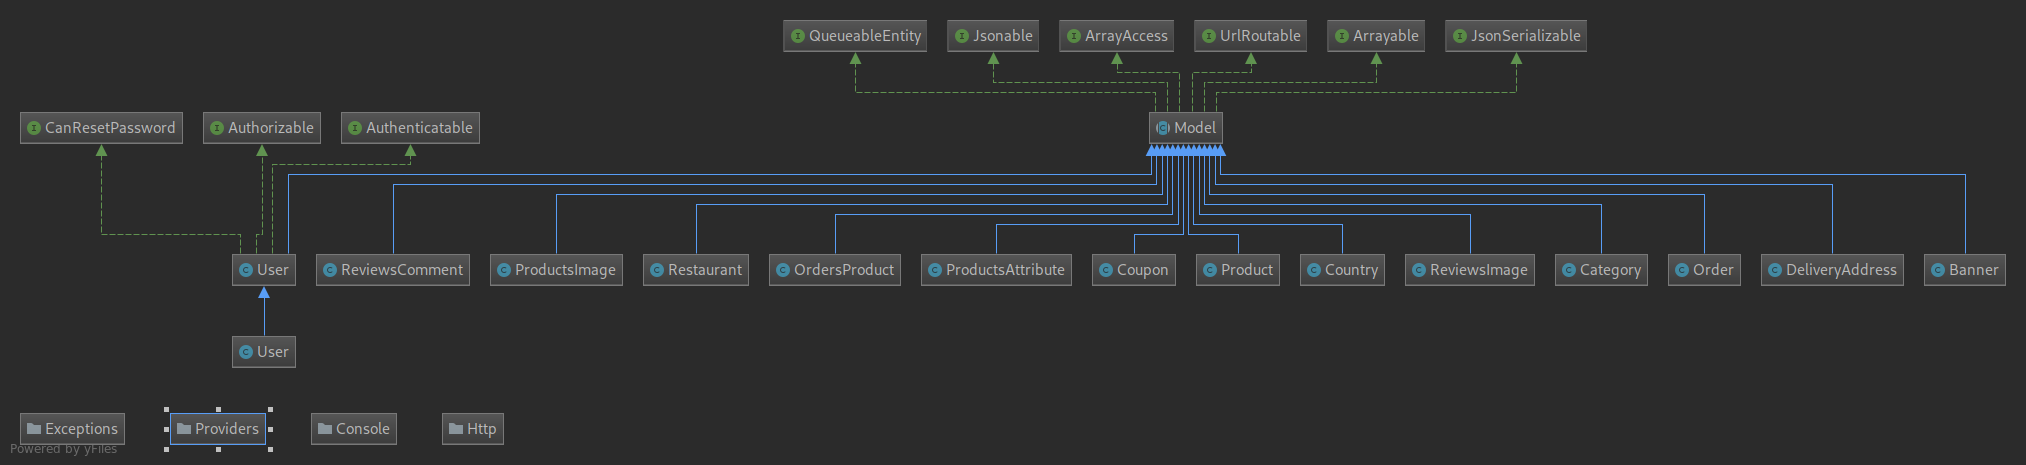 QueueableEntity Jsonable ArrayAccess UrlRoutable Arrayable JsonSerializable
CanResetPassword Authorizable Authenticatable Model
User ReviewsComment ProductsImage Restaurant OrdersProduct ProductsAttribute Coupon Product Country ReviewsImage Category Order DeliveryAddress Banner
User
Exceptions Providers Console Http
Powered by yFiles